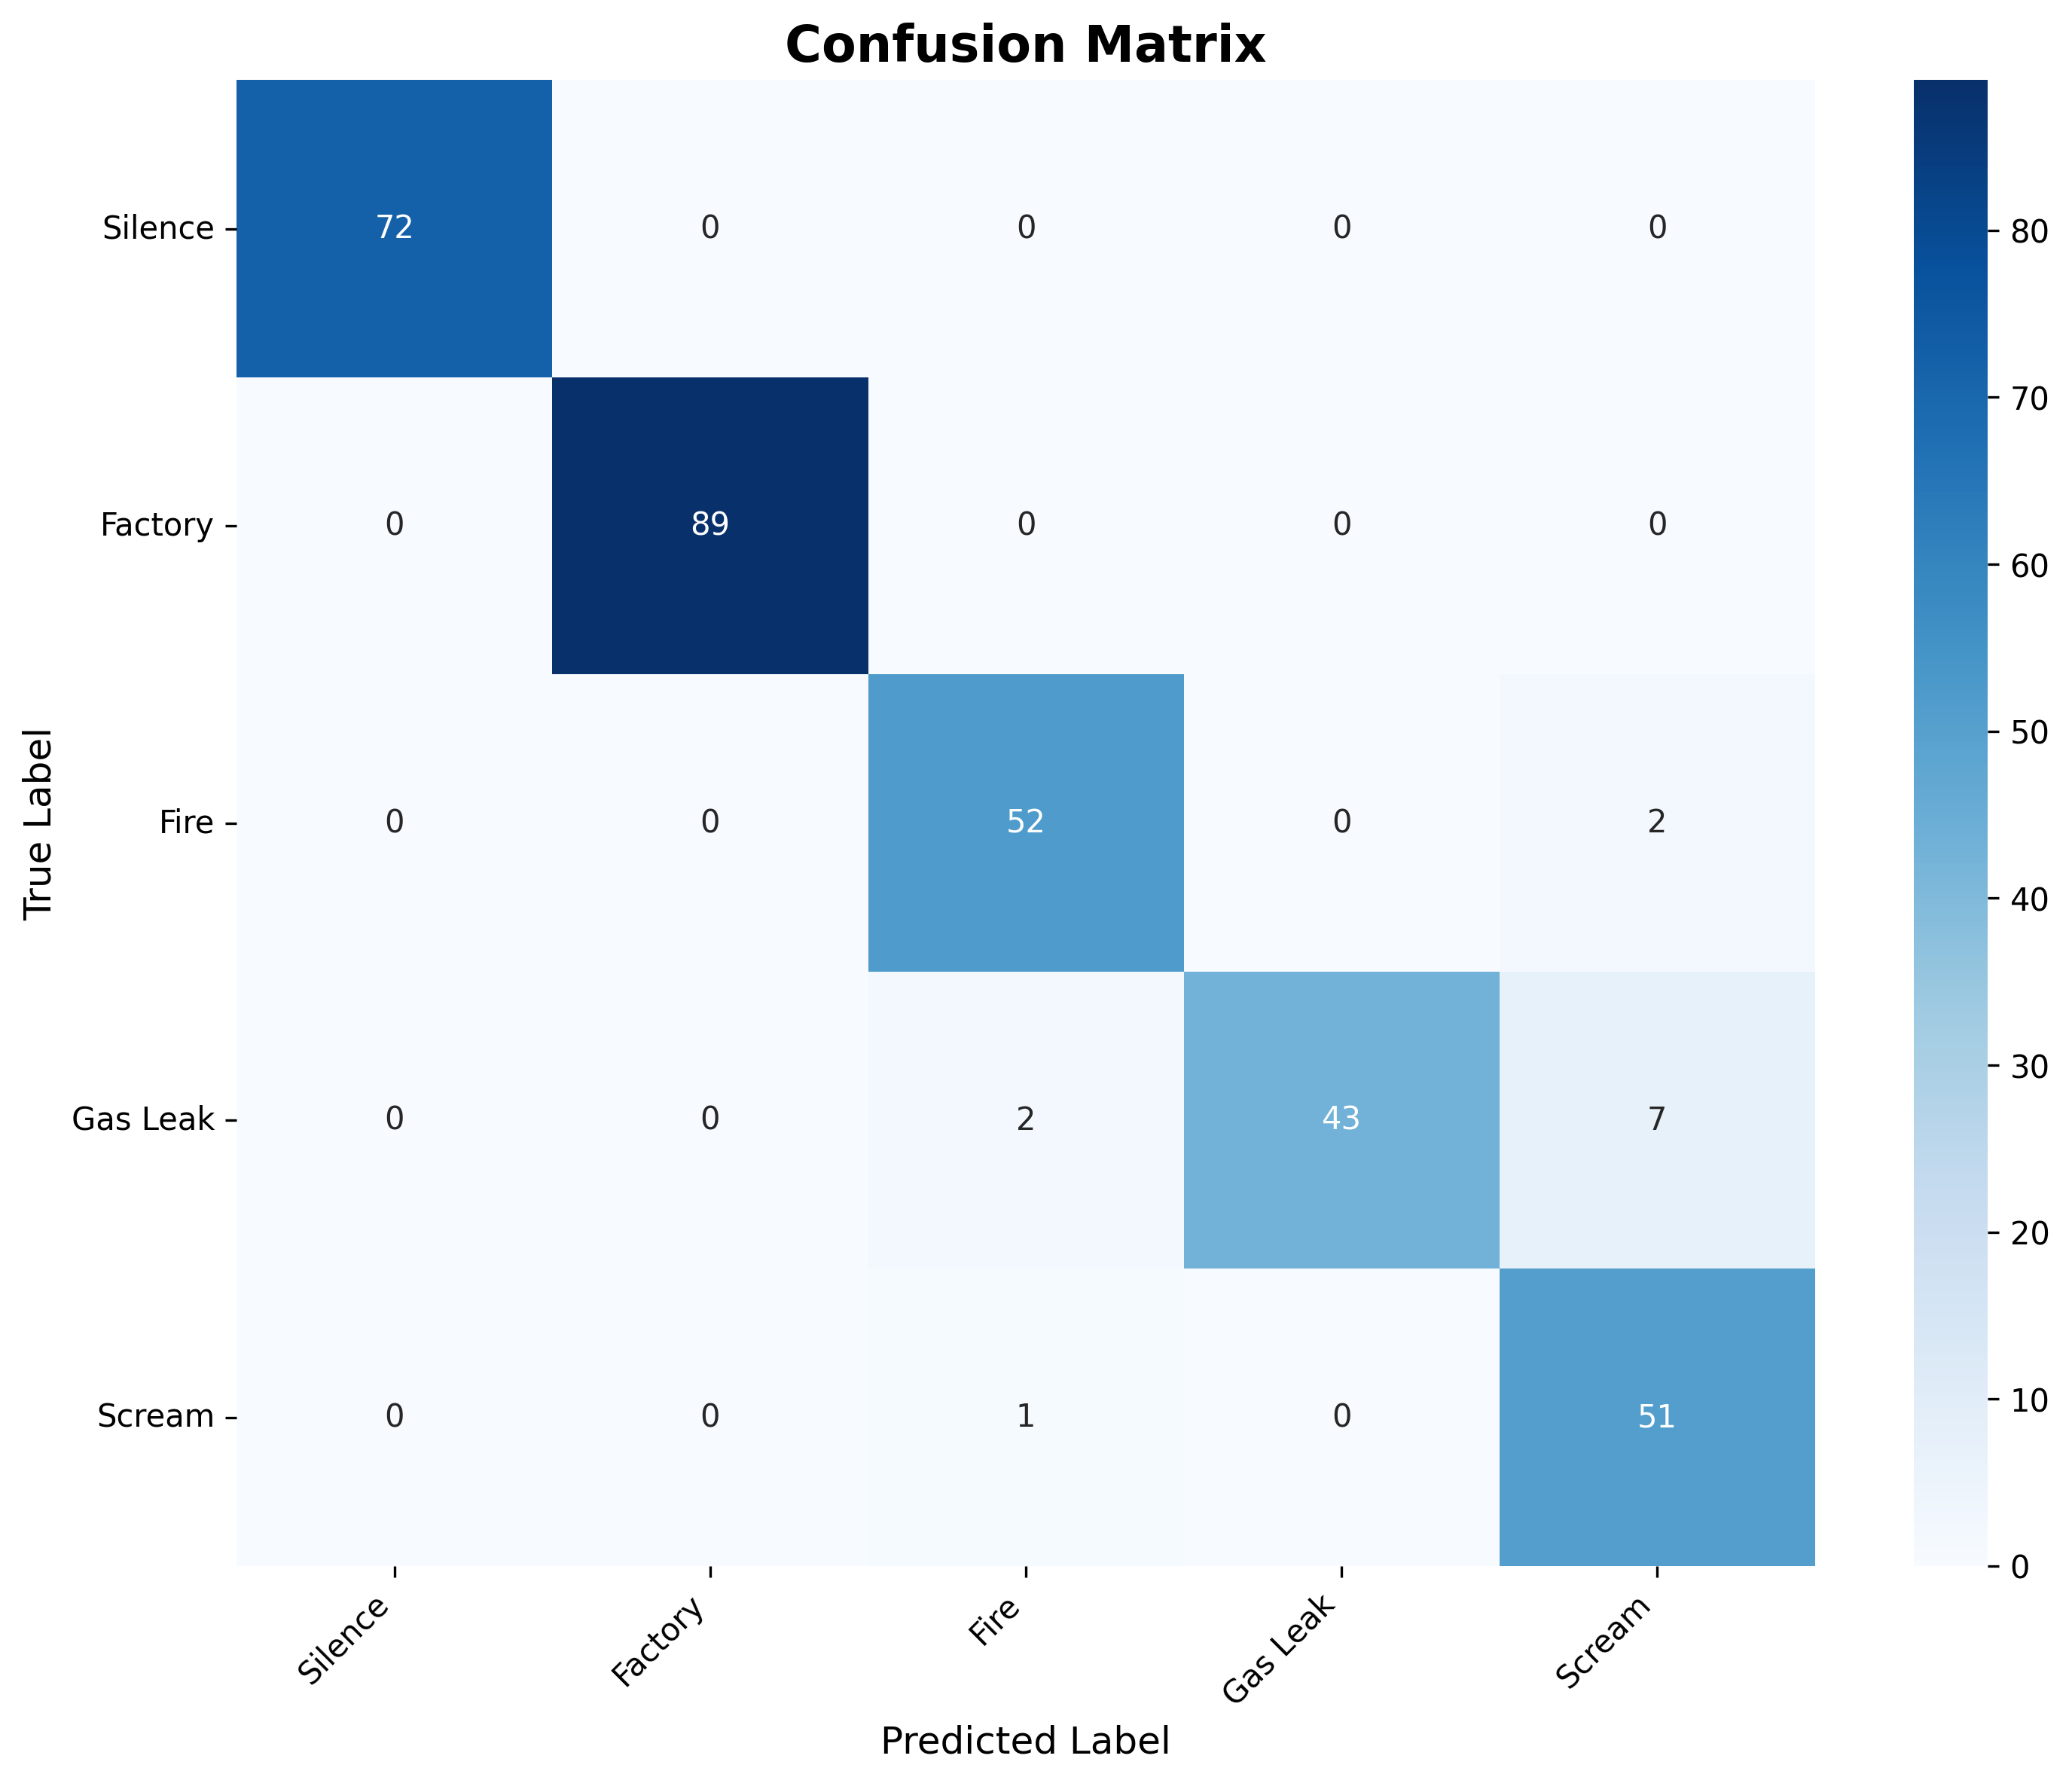 Confusion Matrix
True Label
Silence 72 0 0 0 0
Factory 0 89 0 0 0
Fire 0 0 52 0 2
Gas Leak 0 0 2 43 7
Scream 0 0 1 0 51
Silence Factory Fire Gas Leak Scream
Predicted Label
80
70
60
50
40
30
20
10
0